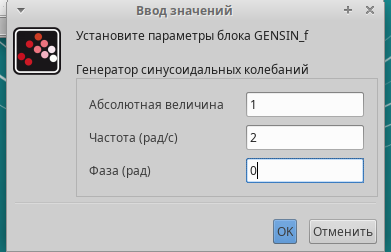 Ввод значений
Установите параметры блока GENSIN_f
Генератор синусоидальных колебаний
Абсолютная величина 1
Частота (рад/с) 2
Фаза (рад) 0
OK Отменить